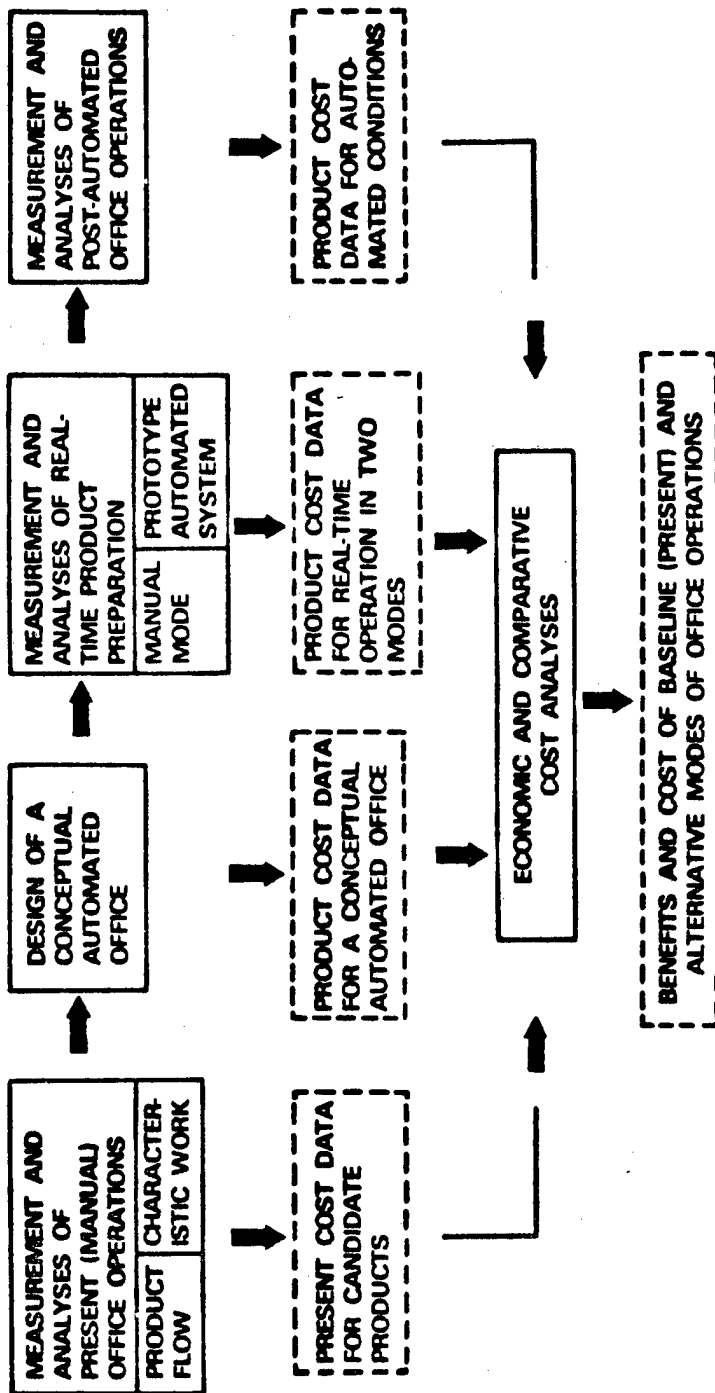 MEASUREMENT AND
ANALYSES OF
PRESENT (MANUAL)
OFFICE OPERATIONS
PRODUCT
FLOW
CHARACTER-
ISTIC WORK
DESIGN OF A
CONCEPTUAL
AUTOMATED
OFFICE
MEASUREMENT AND
ANALYSES OF REAL-
TIME PRODUCT
PREPARATION
MANUAL
MODE
PROTOTYPE
AUTOMATED
SYSTEM
MEASUREMENT AND
ANALYSES OF
POST-AUTOMATED
OFFICE OPERATIONS
PRESENT COST DATA
FOR CANDIDATE
PRODUCTS
PRODUCT COST DATA
FOR A CONCEPTUAL
AUTOMATED OFFICE
PRODUCT COST DATA
FOR REAL-TIME
OPERATION IN TWO
MODES
PRODUCT COST
DATA FOR AUTO-
MATED CONDITIONS
ECONOMIC AND COMPARATIVE
COST ANALYSES
BENEFITS AND COST OF BASELINE (PRESENT) AND
ALTERNATIVE MODES OF OFFICE OPERATIONS